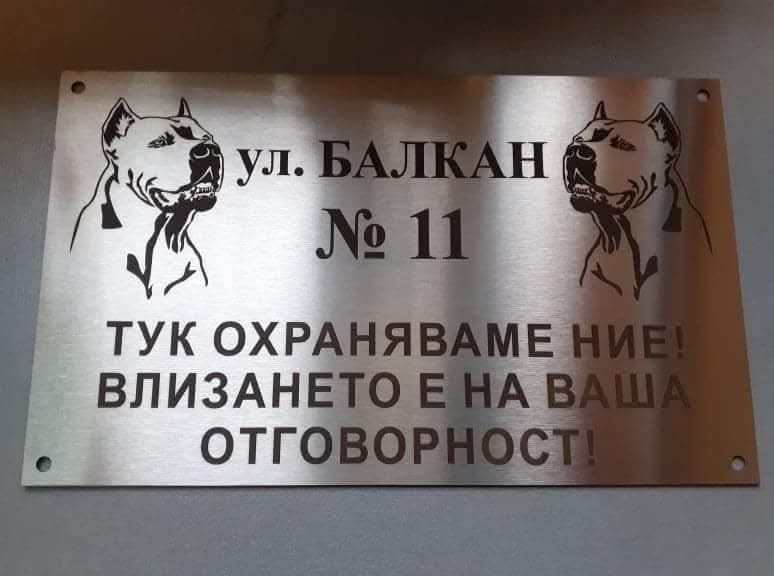 ул. БАЛКАН
№ 11
ТУК ОХРАНЯВАМЕ НИЕ!
ВЛИЗАНЕТО Е НА ВАША
ОТГОВОРНОСТ!